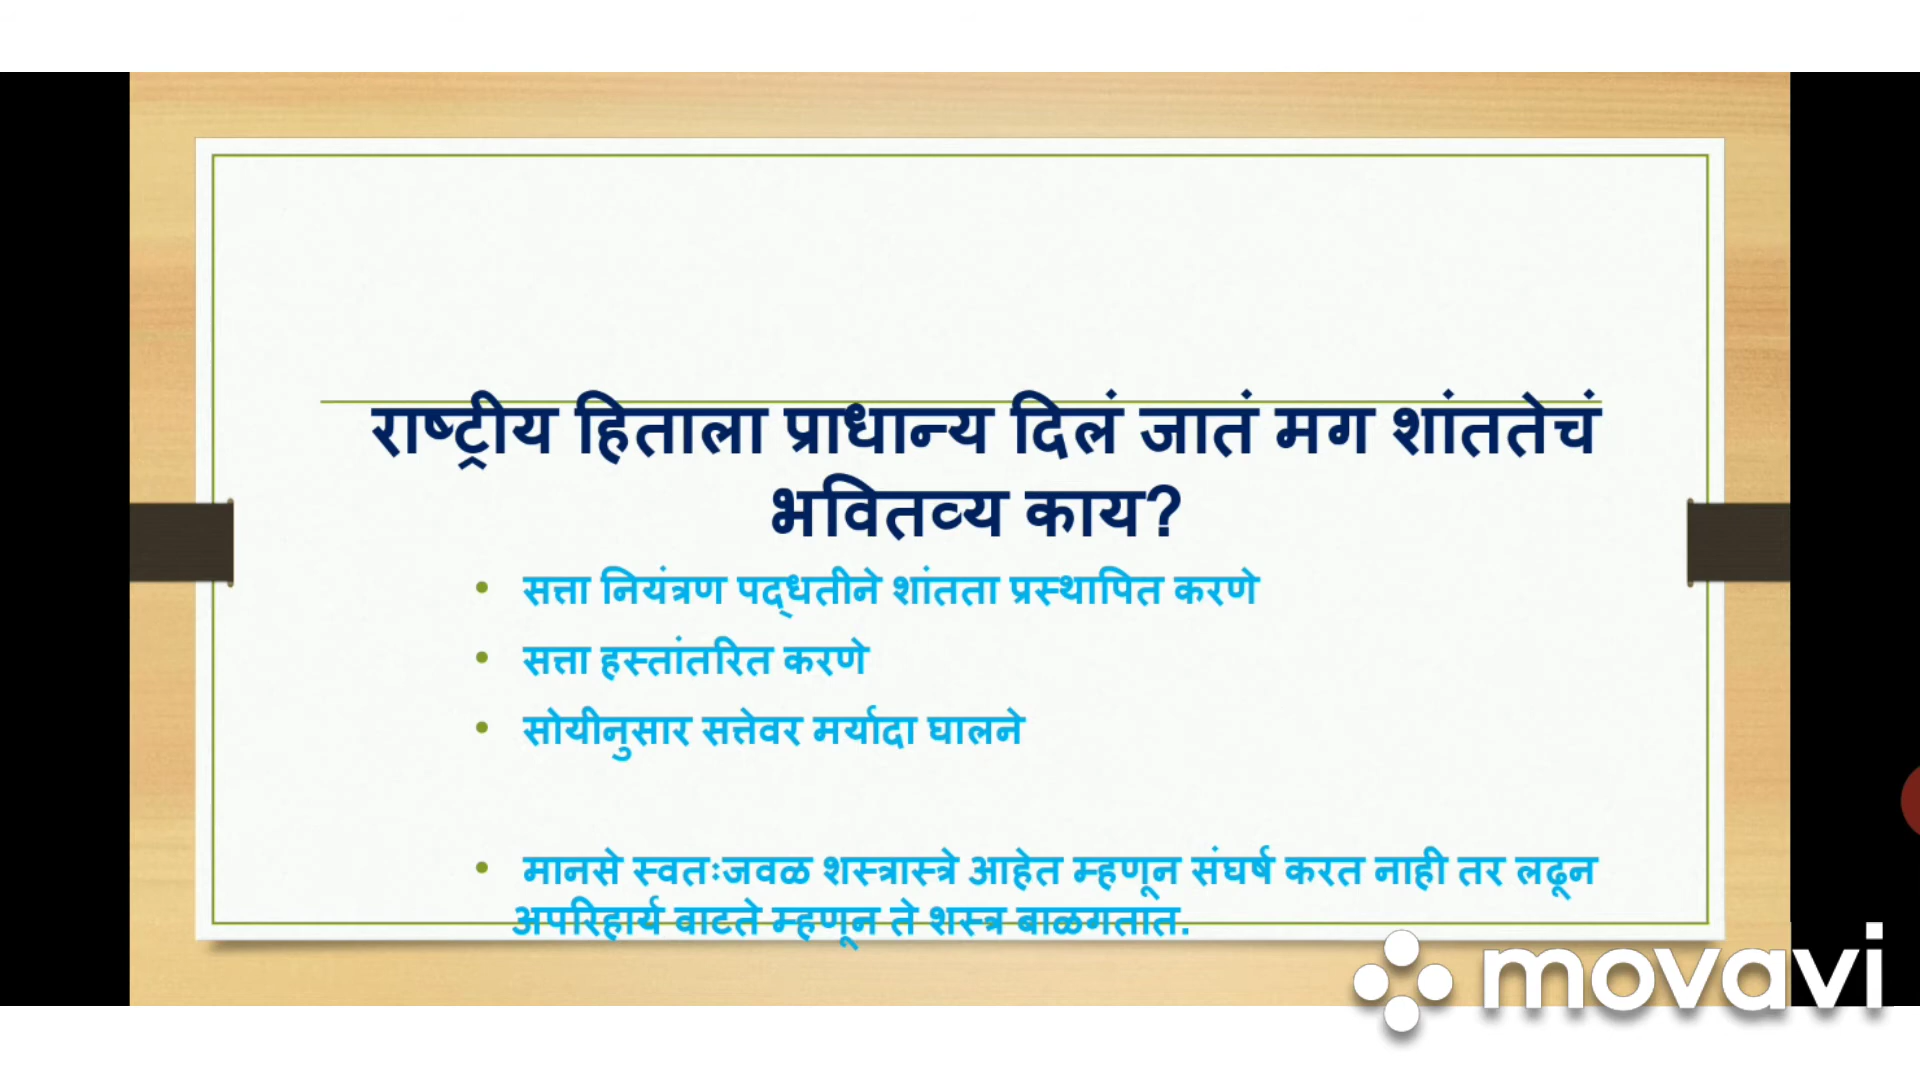 राष्ट्रीय हिताला प्राधान्य दिलं जातं मग शांततेचं
भवितव्य काय?
• सत्ता नियंत्रण पद्धतीने शांतता प्रस्थापित करणे
• सत्ता हस्तांतरित करणे
• सोयीनुसार सत्तेवर मर्यादा घालने
• मानसे स्वतःजवळ शस्त्रास्त्रे आहेत म्हणून संघर्ष करत नाही तर लढून
अपरिहार्य वाटते म्हणून ते शस्त्र बाळगतात.
movavi